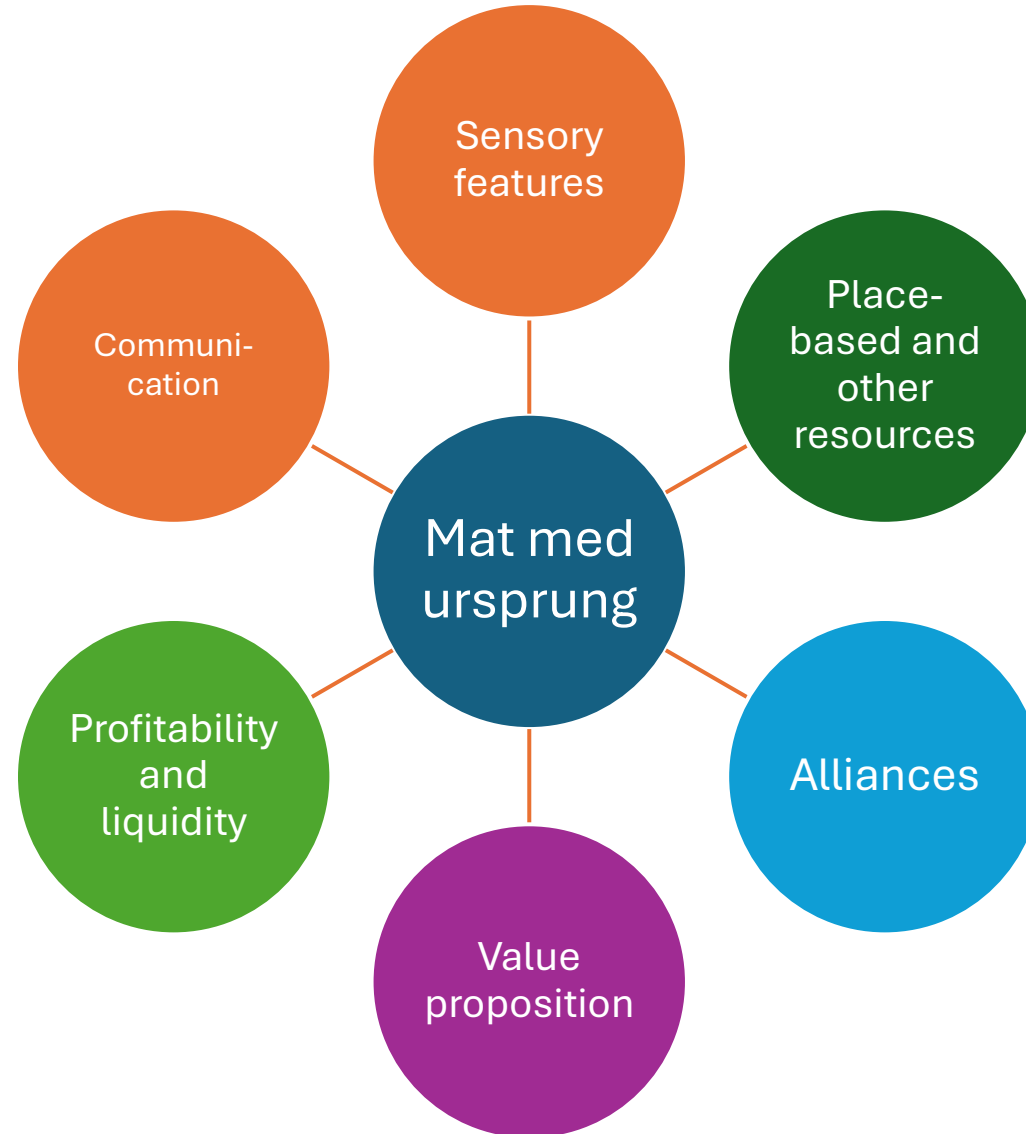 Sensory
features
Place-
based and
other
resources
Alliances
Value
proposition
Profitability
and
liquidity
Communi-
cation
Mat med
ursprung